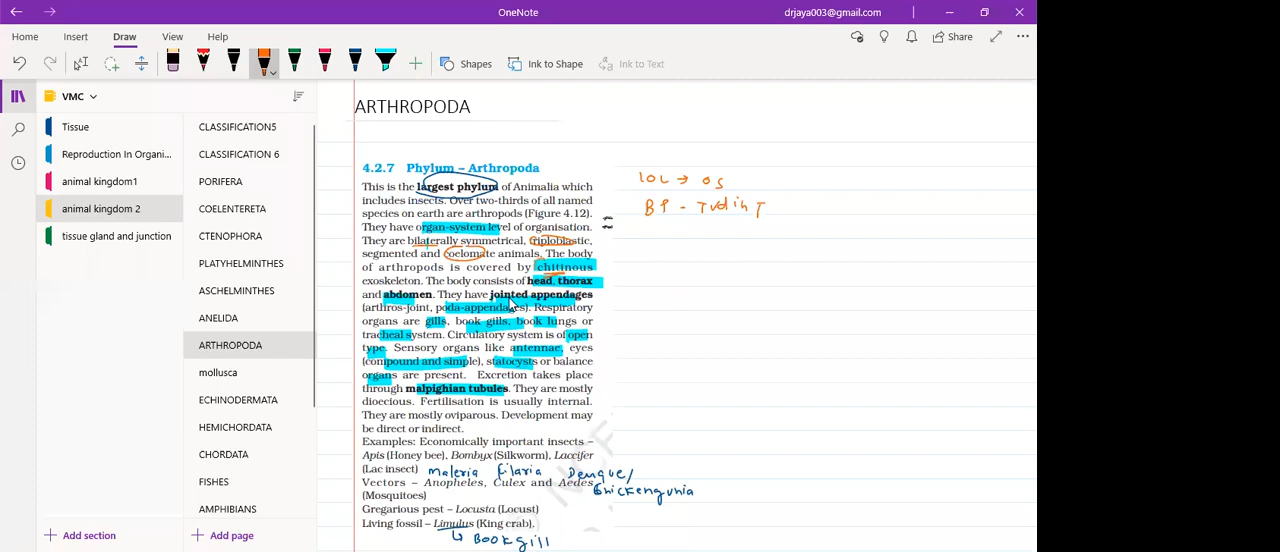 OneNote
drjaya003@gmail.com
Home Insert Draw View Help
Share
Shapes Ink to Shape Ink to Text
VMC
Tissue
Reproduction In Organi...
animal kingdom1
animal kingdom 2
tissue gland and junction
CLASSIFICATION5
CLASSIFICATION 6
PORIFERA
COELENTERETA
CTENOPHORA
PLATYHELMINTHES
ASCHELMINTHES
ANELIDA
ARTHROPODA
mollusca
ECHINODERMATA
HEMICHORDATA
CHORDATA
FISHES
AMPHIBIANS
Add section
Add page
ARTHROPODA
4.2.7 Phylum – Arthropoda
This is the largest phylum of Animalia which
includes insects. Over two-thirds of all named
species on earth are arthropods (Figure 4.12).
They have organ-system level of organisation.
They are bilaterally symmetrical, triploblastic,
segmented and coelomate animals. The body
of arthropods is covered by chitinous
exoskeleton. The body consists of head, thorax
and abdomen. They have jointed appendages
(arthros-joint, poda-appendages). Respiratory
organs are gills, book gills, book lungs or
tracheal system. Circulatory system is of open
type. Sensory organs like antennae, eyes
(compound and simple), statocysts or balance
organs are present. Excretion takes place
through malpighian tubules. They are mostly
dioecious. Fertilisation is usually internal.
They are mostly oviparous. Development may
be direct or indirect.
Examples: Economically important insects –
Apis (Honey bee), Bombyx (Silkworm), Laccifer
(Lac insect) maleria filaria Dengue/
Chickengunia
Vectors – Anopheles, Culex and Aedes
(Mosquitoes)
Gregarious pest – Locusta (Locust)
Living fossil – Limulus (King crab),
↳ Book gill
LOL → OS
BP - TvdinT